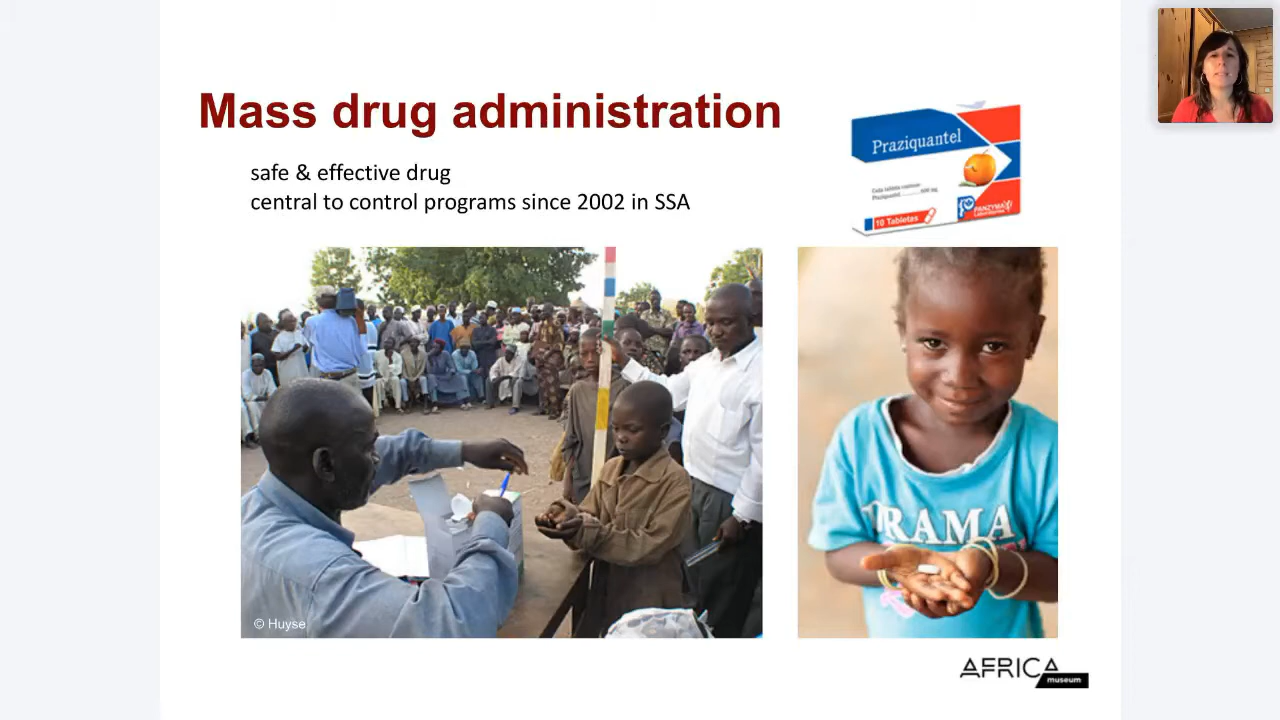 Mass drug administration
safe & effective drug
central to control programs since 2002 in SSA
Praziquantel
10 Tabletas
© Huyse
RAMA
AFRICA
museum